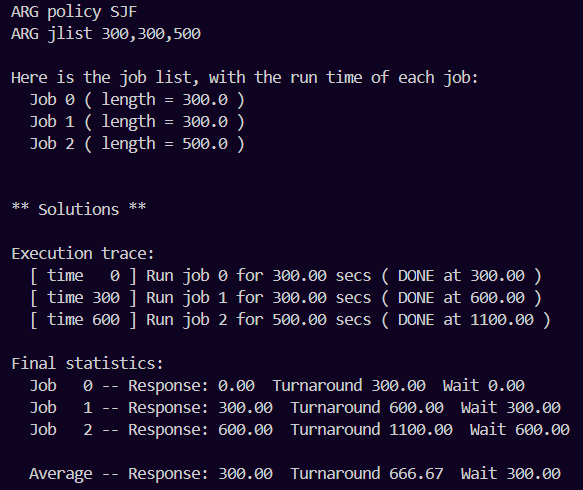 ARG policy SJF
ARG jlist 300,300,500
Here is the job list, with the run time of each job:
Job 0 ( length = 300.0 )
Job 1 ( length = 300.0 )
Job 2 ( length = 500.0 )
** Solutions **
Execution trace:
[ time   0 ] Run job 0 for 300.00 secs ( DONE at 300.00 )
[ time 300 ] Run job 1 for 300.00 secs ( DONE at 600.00 )
[ time 600 ] Run job 2 for 500.00 secs ( DONE at 1100.00 )
Final statistics:
Job   0 -- Response: 0.00  Turnaround 300.00  Wait 0.00
Job   1 -- Response: 300.00  Turnaround 600.00  Wait 300.00
Job   2 -- Response: 600.00  Turnaround 1100.00  Wait 600.00
Average -- Response: 300.00  Turnaround 666.67  Wait 300.00